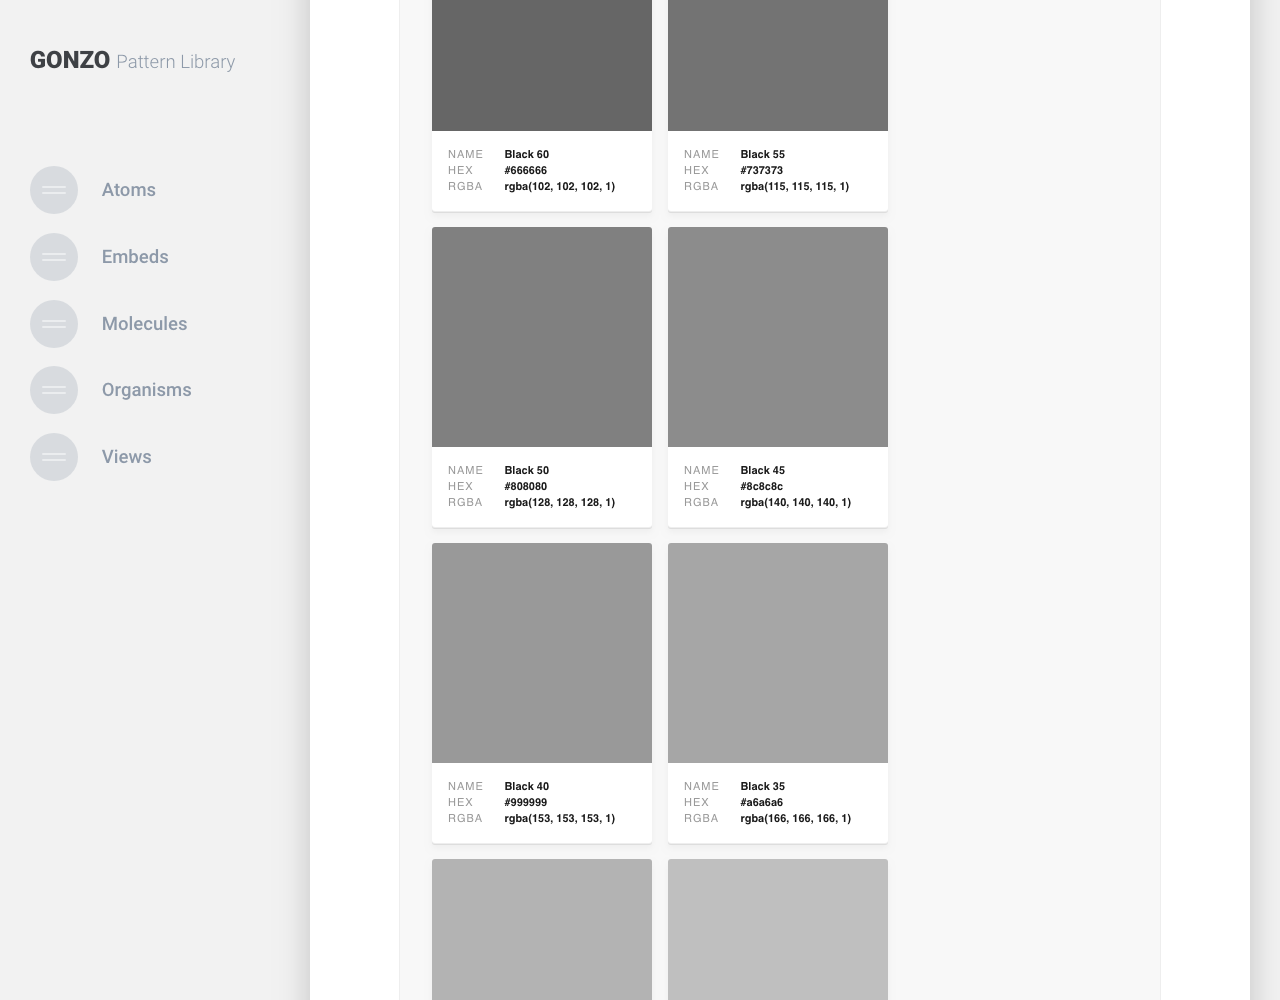 GONZO Pattern Library
Atoms
Embeds
Molecules
Organisms
Views
NAME Black 60
HEX #666666
RGBA rgba(102, 102, 102, 1)
NAME Black 55
HEX #737373
RGBA rgba(115, 115, 115, 1)
NAME Black 50
HEX #808080
RGBA rgba(128, 128, 128, 1)
NAME Black 45
HEX #8c8c8c
RGBA rgba(140, 140, 140, 1)
NAME Black 40
HEX #999999
RGBA rgba(153, 153, 153, 1)
NAME Black 35
HEX #a6a6a6
RGBA rgba(166, 166, 166, 1)